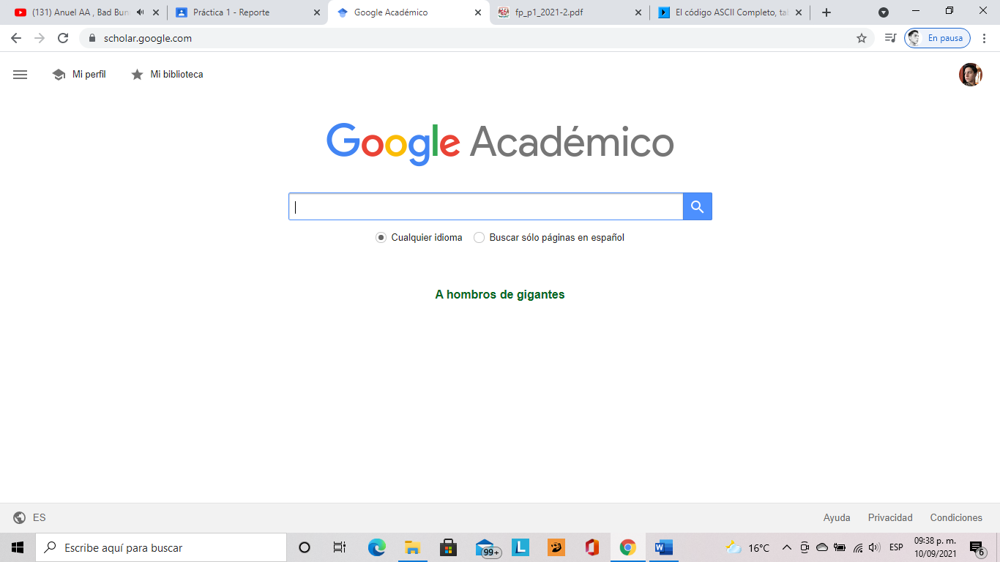 (131) Anuel AA , Bad Bun
Práctica 1 - Reporte
Google Académico
fp_p1_2021-2.pdf
El código ASCII Completo, tal
scholar.google.com
En pausa
Mi perfil
Mi biblioteca
Google Académico
Cualquier idioma
Buscar sólo páginas en español
A hombros de gigantes
ES
Ayuda
Privacidad
Condiciones
Escribe aquí para buscar
99+
L
W
16°C
ESP
09:38 p. m.
10/09/2021
6